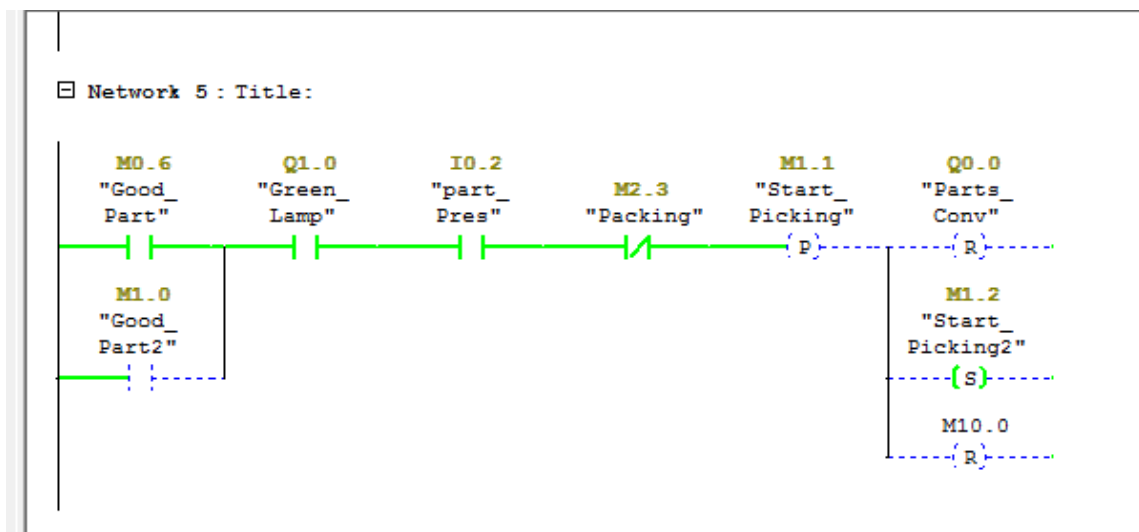 Network 5 : Title:
M0.6 Q1.0 I0.2 M1.1 Q0.0
"Good_ "Green_ "part_ M2.3 "Start_ "Parts_
Part" Lamp" Pres" "Packing" Picking" Conv"
P R
M1.0 M1.2
"Good_ "Start_
Part2" Picking2"
S
M10.0
R